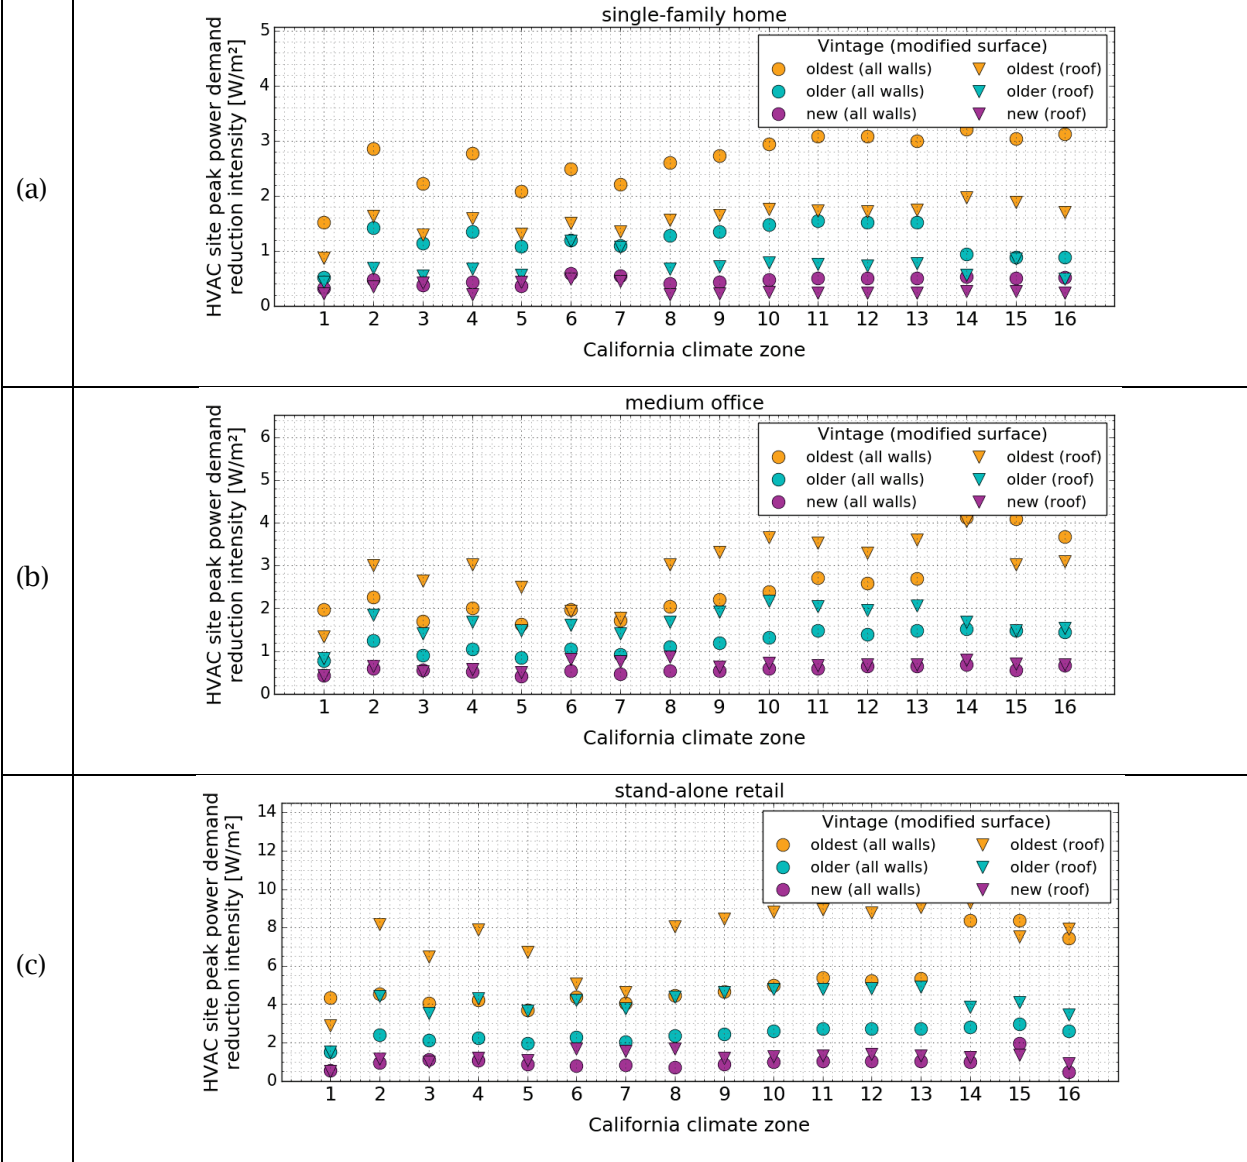 (a)
single-family home
HVAC site peak power demand
reduction intensity [W/m²]
5
4
3
2
1
0
Vintage (modified surface)
oldest (all walls) oldest (roof)
older (all walls) older (roof)
new (all walls) new (roof)
1 2 3 4 5 6 7 8 9 10 11 12 13 14 15 16
California climate zone
(b)
medium office
HVAC site peak power demand
reduction intensity [W/m²]
6
5
4
3
2
1
0
Vintage (modified surface)
oldest (all walls) oldest (roof)
older (all walls) older (roof)
new (all walls) new (roof)
1 2 3 4 5 6 7 8 9 10 11 12 13 14 15 16
California climate zone
(c)
stand-alone retail
HVAC site peak power demand
reduction intensity [W/m²]
14
12
10
8
6
4
2
0
Vintage (modified surface)
oldest (all walls) oldest (roof)
older (all walls) older (roof)
new (all walls) new (roof)
1 2 3 4 5 6 7 8 9 10 11 12 13 14 15 16
California climate zone